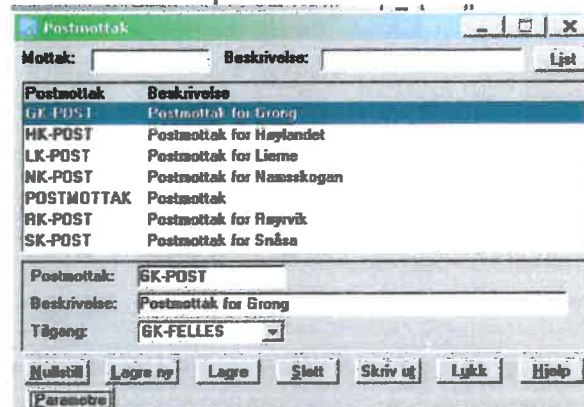 Postmottak
Mottak: Beskrivelse: List
Postmottak Beskrivelse
GK-POST Postmottak for Grong
HK-POST Postmottak for Høylandet
LK-POST Postmottak for Lierne
NK-POST Postmottak for Namsskogan
POSTMOTTAK Postmottak
RK-POST Postmottak for Røyrvik
SK-POST Postmottak for Snåsa
Postmottak: GK-POST
Beskrivelse: Postmottak for Grong
Tilgang: GK-FELLES
Nullstill Lagre ny Lagre Slett Skriv ut Lukk Hjelp
Parametre